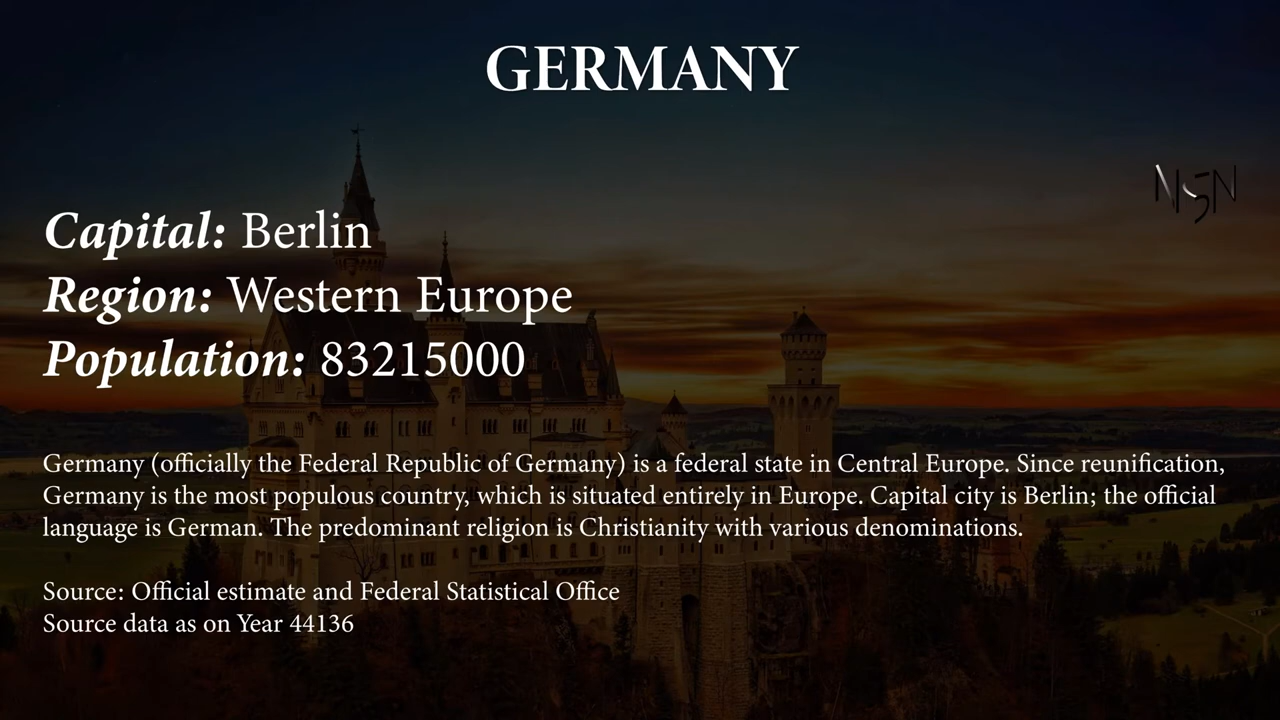 GERMANY
NSN
Capital: Berlin
Region: Western Europe
Population: 83215000
Germany (officially the Federal Republic of Germany) is a federal state in Central Europe. Since reunification,
Germany is the most populous country, which is situated entirely in Europe. Capital city is Berlin; the official
language is German. The predominant religion is Christianity with various denominations.
Source: Official estimate and Federal Statistical Office
Source data as on Year 44136